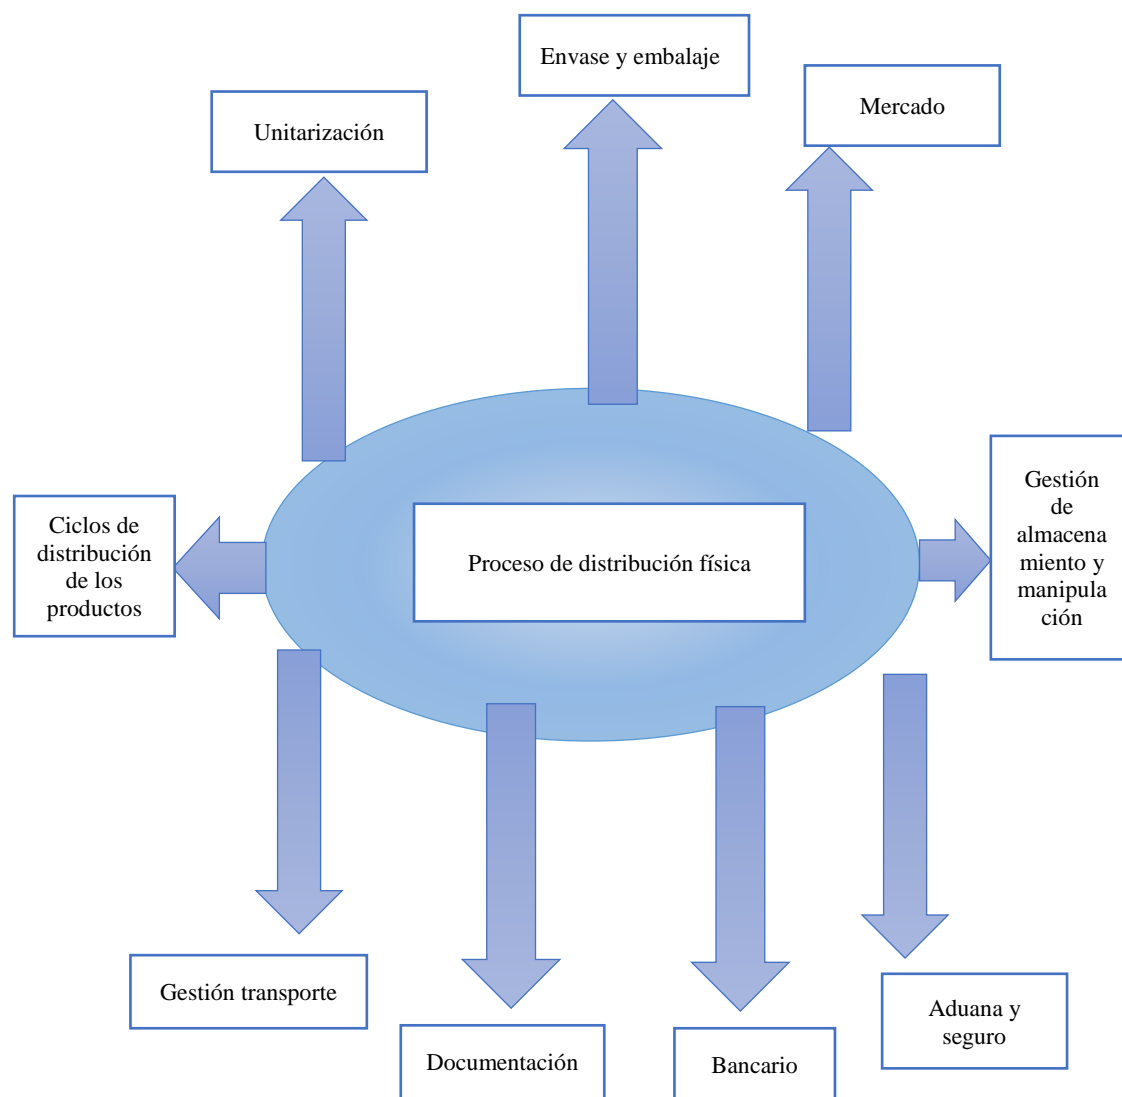 Envase y embalaje
Mercado
Unitarización
Gestión
de
almacena
miento y
manipula
ción
Ciclos de
distribución
de los
productos
Proceso de distribución física
Gestión transporte
Aduana y
seguro
Documentación
Bancario